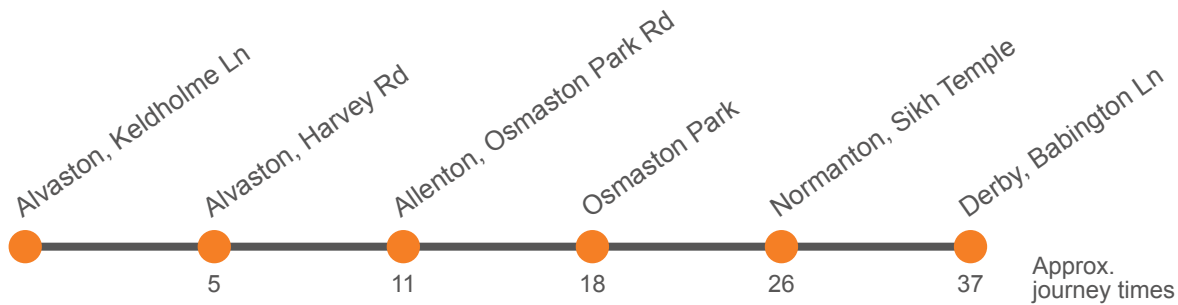 Alvaston, Keldholme Ln
Alvaston, Harvey Rd
Allenton, Osmaston Park Rd
Osmaston Park
Normanton, Sikh Temple
Derby, Babington Ln
5
11
18
26
37
Approx.
journey times